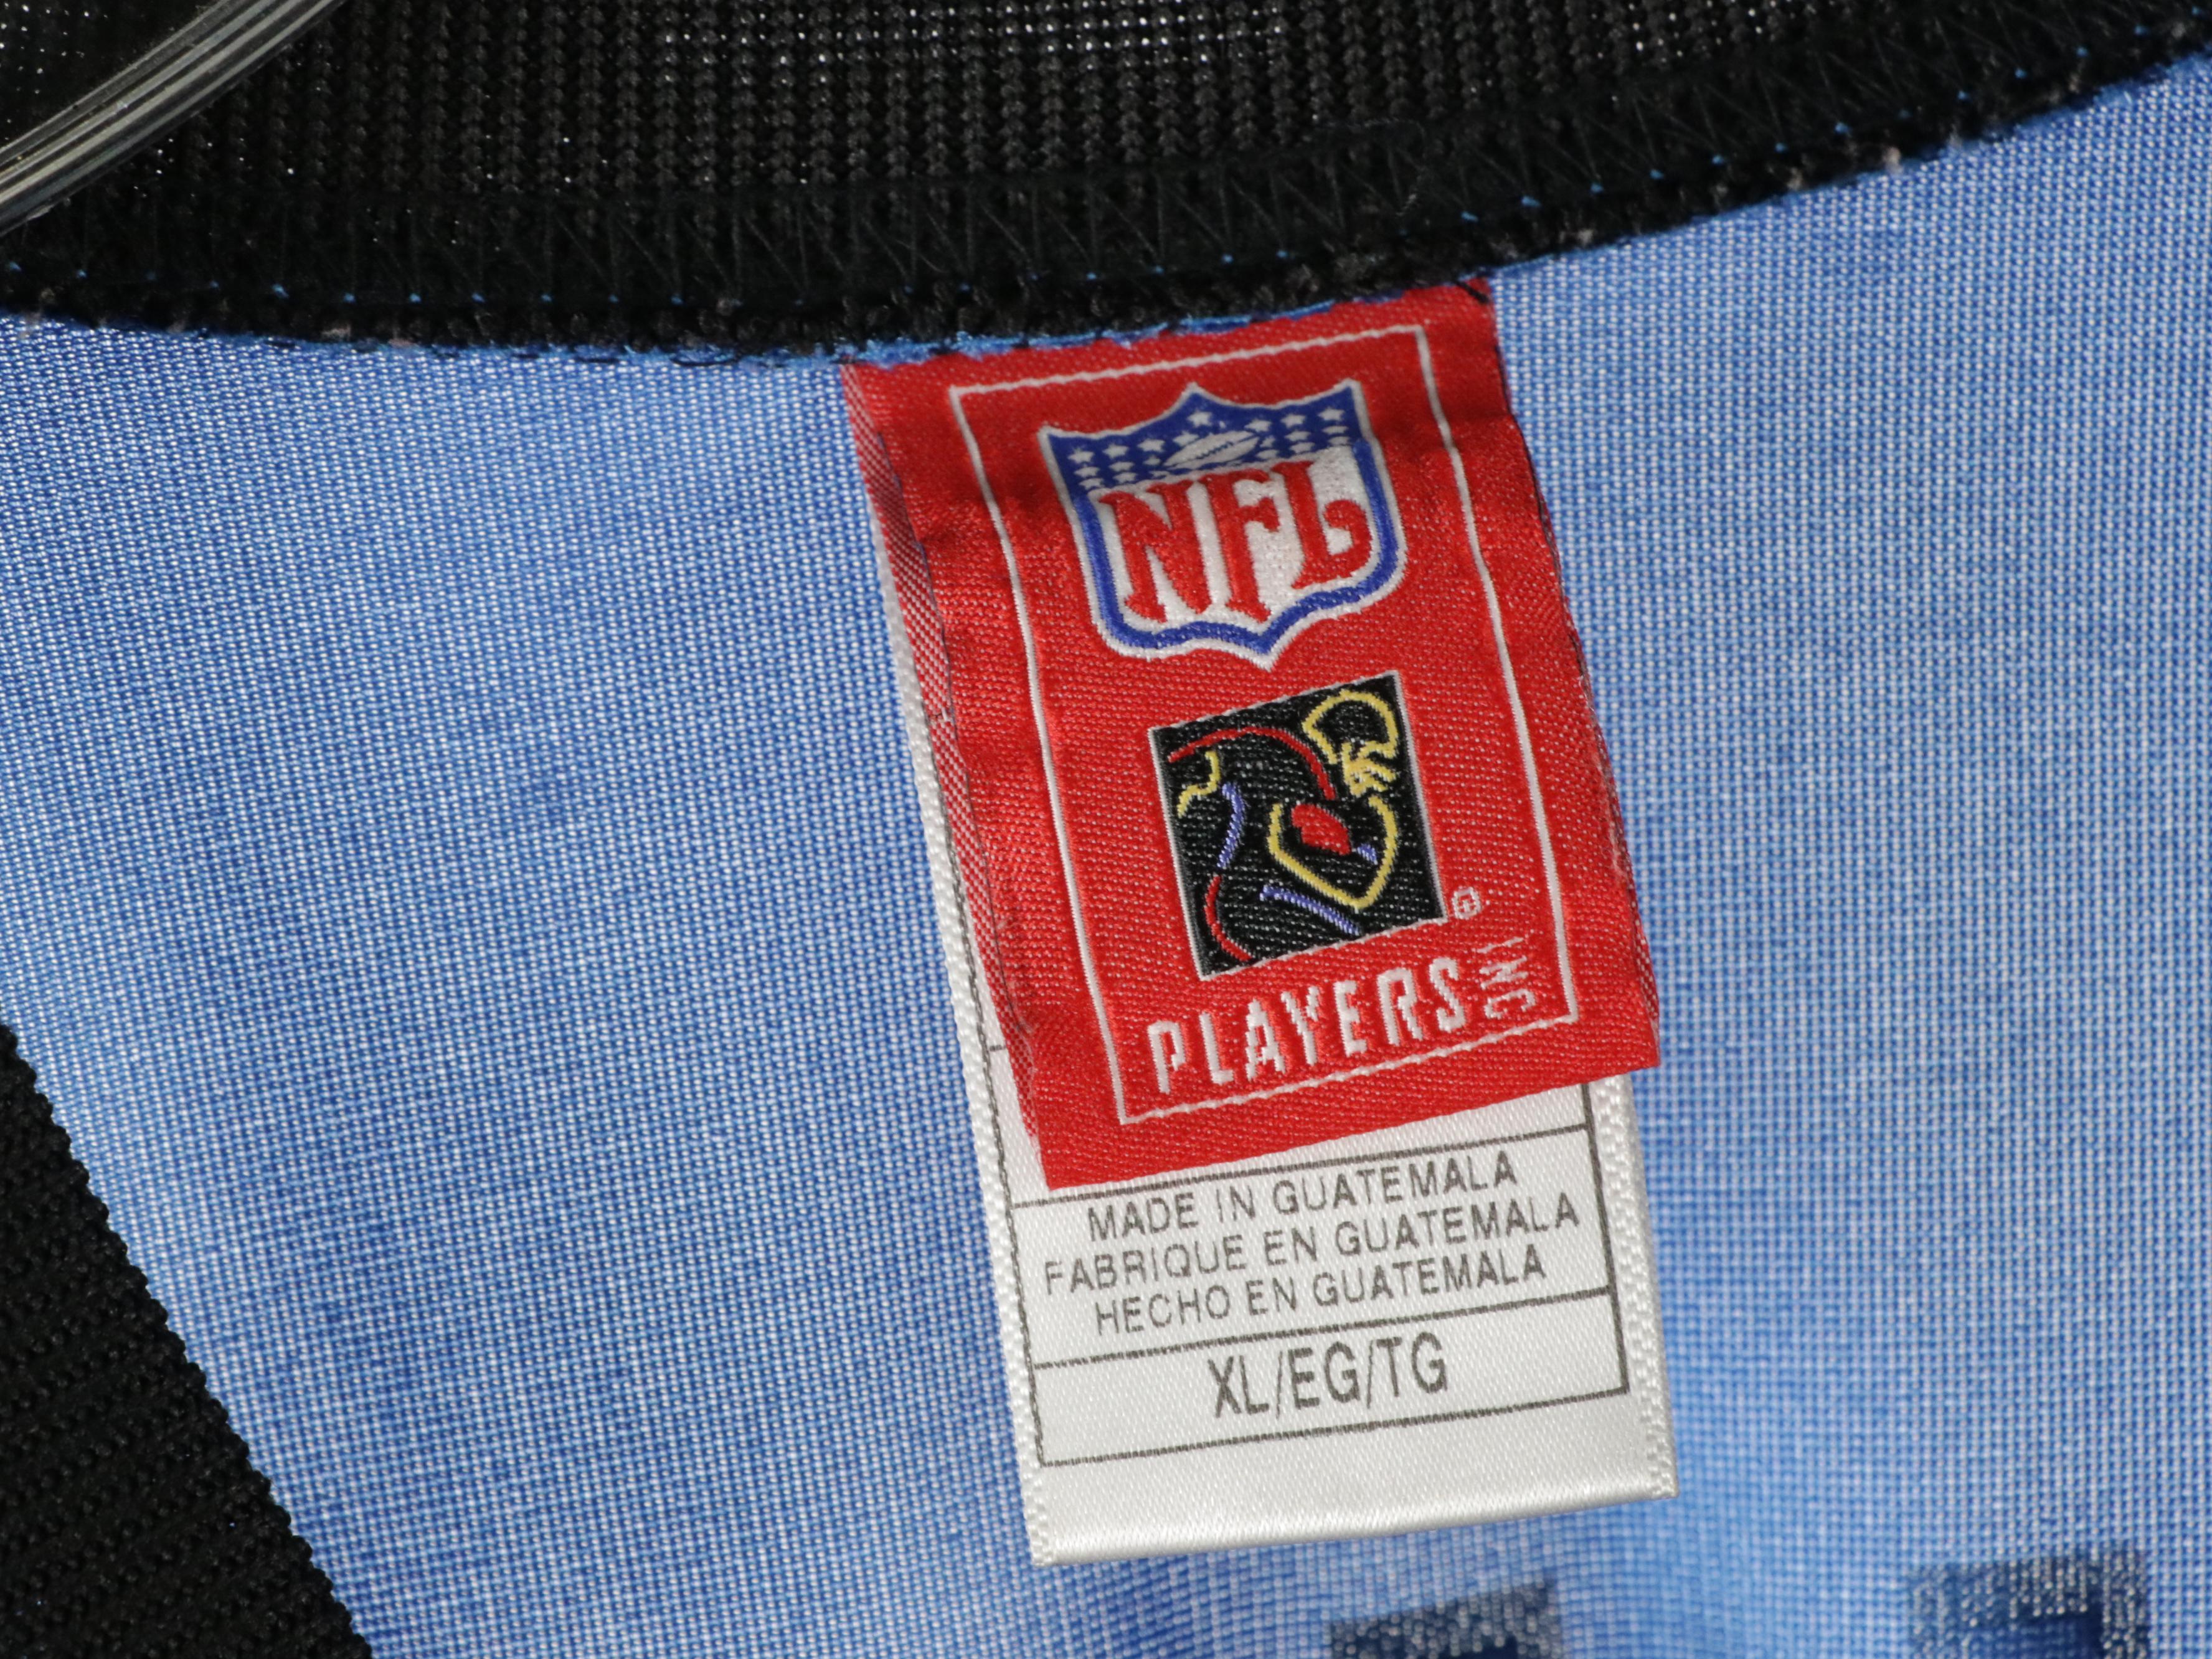 NFL
®
PLAYERS INC
MADE IN GUATEMALA
FABRIQUE EN GUATEMALA
HECHO EN GUATEMALA
XL/EG/TG